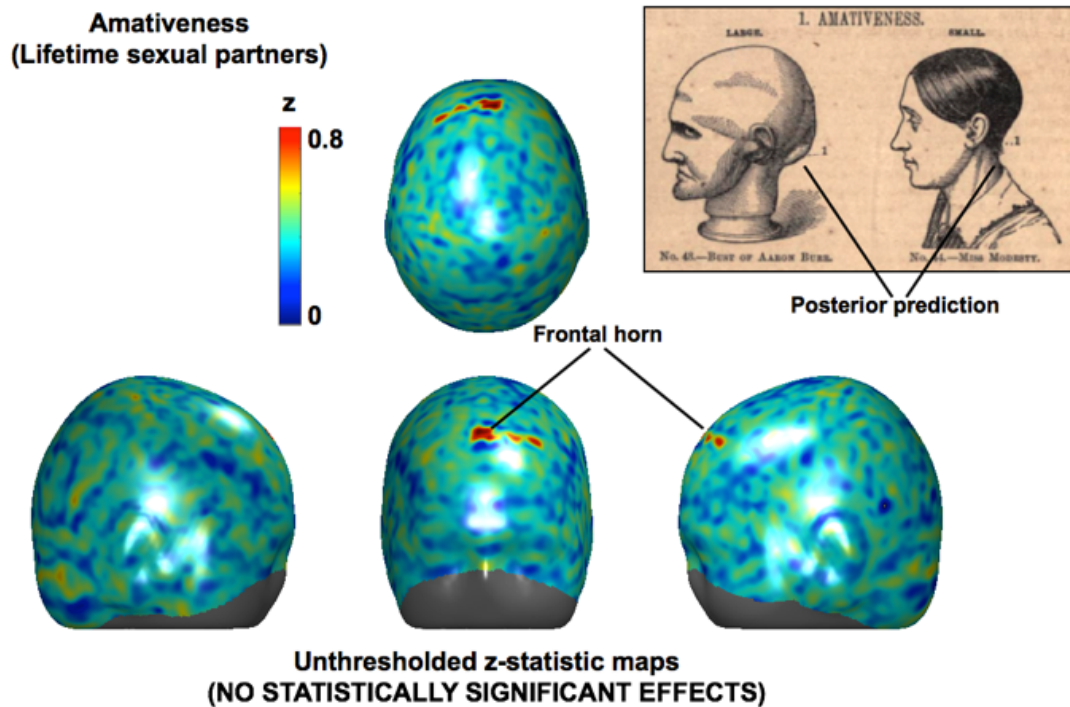 Amativeness
(Lifetime sexual partners)
z
0.8
0
1. AMATIVENESS.
LARGE.
SMALL.
1
1
No. 43.—Bust of Aaron Burr.
No. 44.—Miss Modesty.
Posterior prediction
Frontal horn
Unthresholded z-statistic maps
(NO STATISTICALLY SIGNIFICANT EFFECTS)